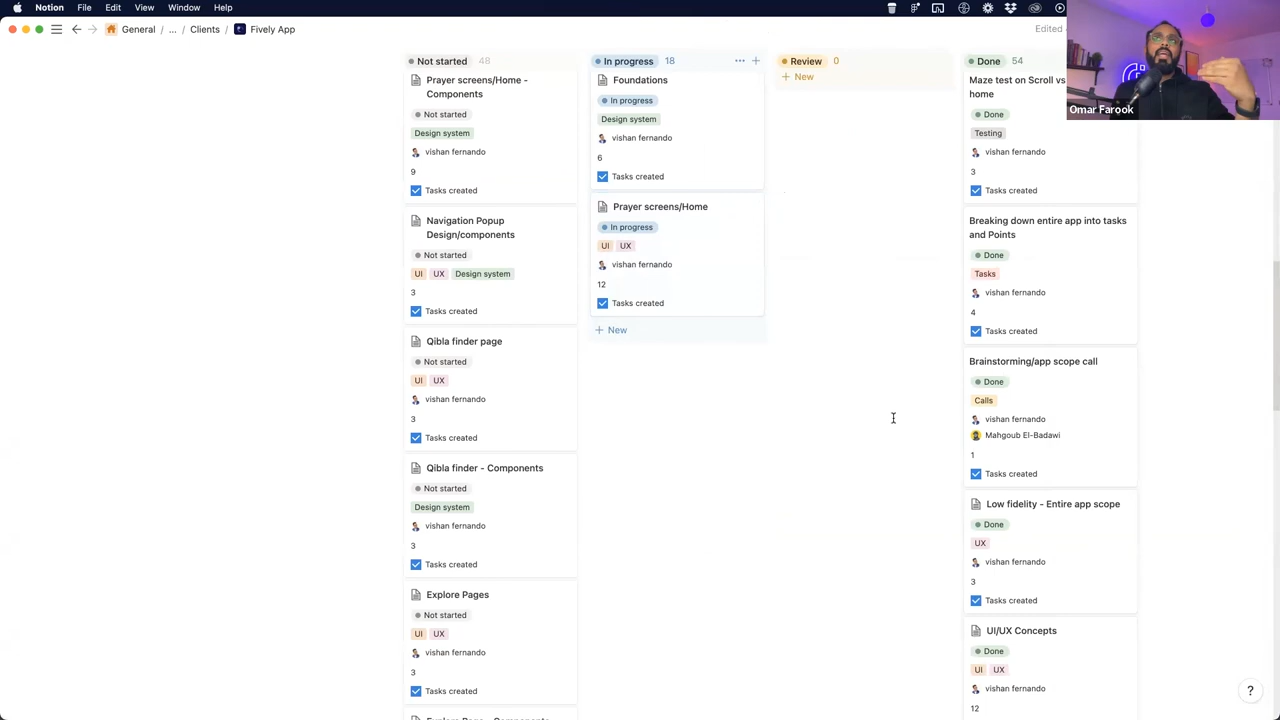 Notion File Edit View Window Help
General / ... / Clients / Fively App
Edited
Omar Farook
Not started 48
Prayer screens/Home -
Components
Not started
Design system
vishan fernando
9
Tasks created
Navigation Popup
Design/components
Not started
UI UX Design system
3
Tasks created
Qibla finder page
Not started
UI UX
vishan fernando
3
Tasks created
Qibla finder - Components
Not started
Design system
vishan fernando
3
Tasks created
Explore Pages
Not started
UI UX
vishan fernando
3
Tasks created
In progress 18
Foundations
In progress
Design system
vishan fernando
6
Tasks created
Prayer screens/Home
In progress
UI UX
vishan fernando
12
Tasks created
+ New
Review 0
+ New
Done 54
Maze test on Scroll vs
home
Done
Testing
vishan fernando
3
Tasks created
Breaking down entire app into tasks
and Points
Done
Tasks
vishan fernando
4
Tasks created
Brainstorming/app scope call
Done
Calls
vishan fernando
Mahgoub El-Badawi
1
Tasks created
Low fidelity - Entire app scope
Done
UX
vishan fernando
3
Tasks created
UI/UX Concepts
Done
UI UX
vishan fernando
12
?